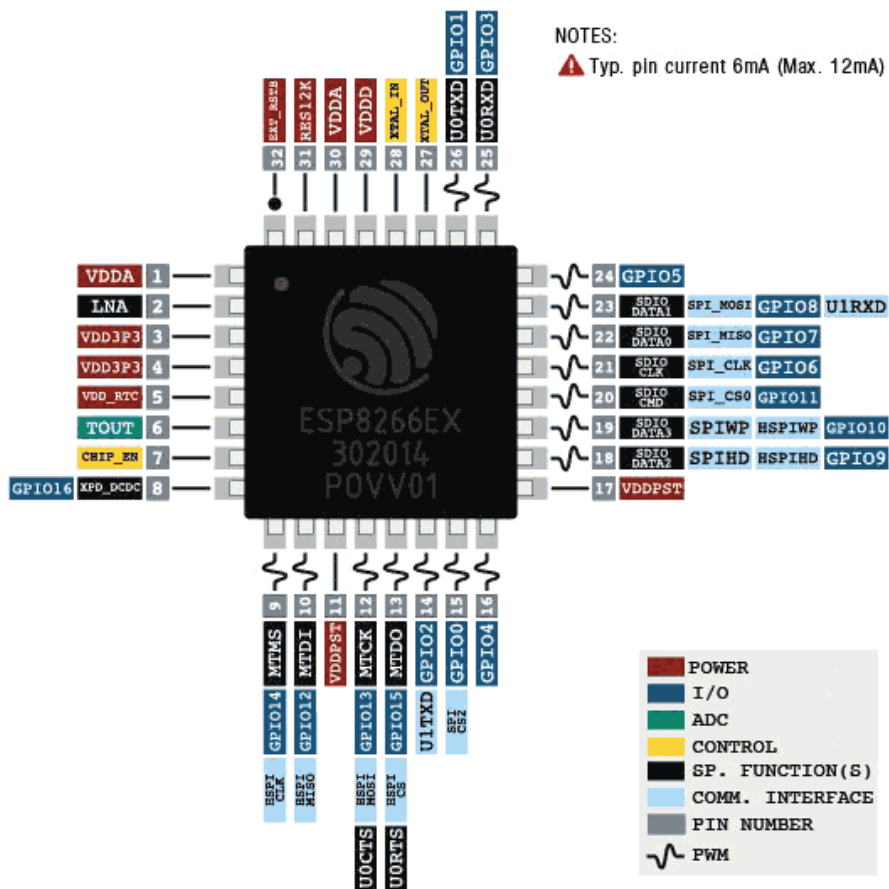 NOTES:
Typ. pin current 6mA (Max. 12mA)
GPIO1
GPIO3
EXT_RSTB
RES12K
VDDA
VDDD
XTAL_IN
XTAL_OUT
U0TXD
U0RXD
32
31
30
29
28
27
26
25
VDDA 1
LNA 2
VDD3P3 3
VDD3P3 4
VDD_RTC 5
TOUT 6
CHIP_EN 7
GPIO16 XPD_DCDC 8
ESP8266EX
302014
P0VV01
24 GPIO5
23 SDIO DATA1 SPI_MOSI GPIO8 U1RXD
22 SDIO DATA0 SPI_MISO GPIO7
21 SDIO CLK SPI_CLK GPIO6
20 SDIO CMD SPI_CS0 GPIO11
19 SDIO DATA3 SPIWP HSPIWP GPIO10
18 SDIO DATA2 SPIHD HSPIHD GPIO9
17 VDDPST
9 MTMS GPIO14 HSPI CLK
10 MTDI GPIO12 HSPI MISO
11 VDDPST
12 MTCK GPIO13 HSPI MOSI U0CTS
13 MTDO GPIO15 HSPI CS U0RTS
14 GPIO2 U1TXD
15 GPIO0 SPI CS2
16 GPIO4
POWER
I/O
ADC
CONTROL
SP. FUNCTION(S)
COMM. INTERFACE
PIN NUMBER
PWM